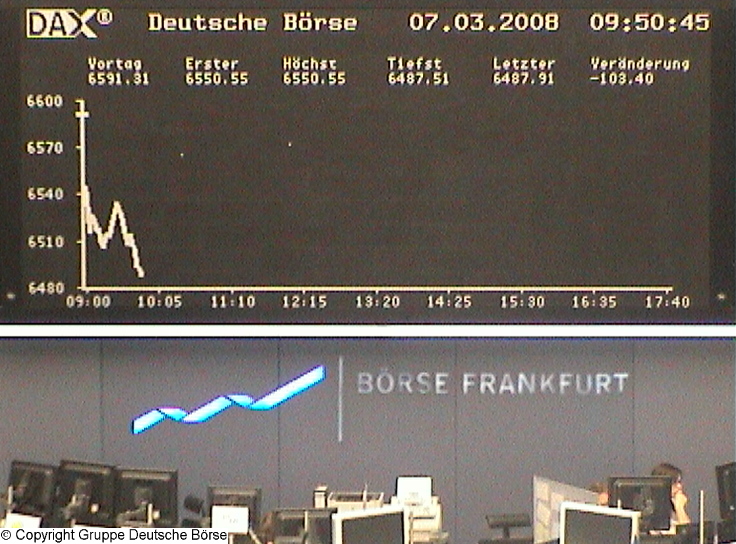 DAX® Deutsche Börse 07.03.2008 09:50:45
Vortag Erster Höchst Tiefst Letzter Veränderung
6591.31 6550.55 6550.55 6487.51 6487.91 -103.40
6600
6570
6540
6510
6480
09:00 10:05 11:10 12:15 13:20 14:25 15:30 16:35 17:40
BÖRSE FRANKFURT
© Copyright Gruppe Deutsche Börse